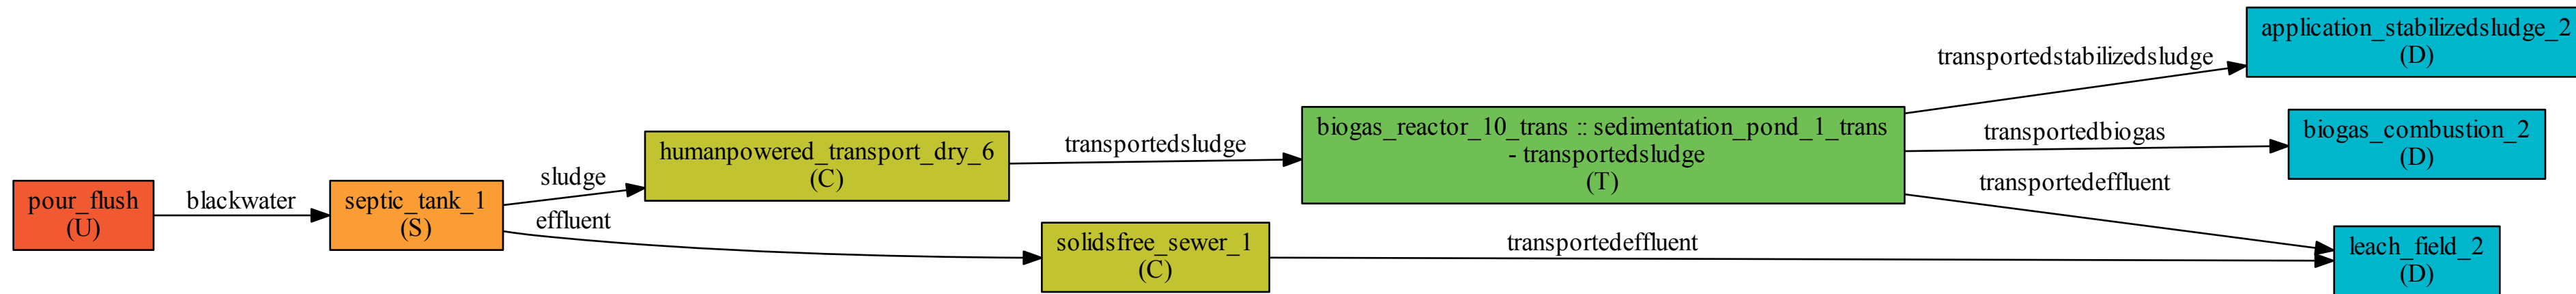 pour_flush
(U)
blackwater
septic_tank_1
(S)
sludge
effluent
humanpowered_transport_dry_6
(C)
solidsfree_sewer_1
(C)
transportedsludge
transportedeffluent
biogas_reactor_10_trans :: sedimentation_pond_1_trans
- transportedsludge
(T)
transportedstabilizedsludge
transportedbiogas
transportedeffluent
application_stabilizedsludge_2
(D)
biogas_combustion_2
(D)
leach_field_2
(D)